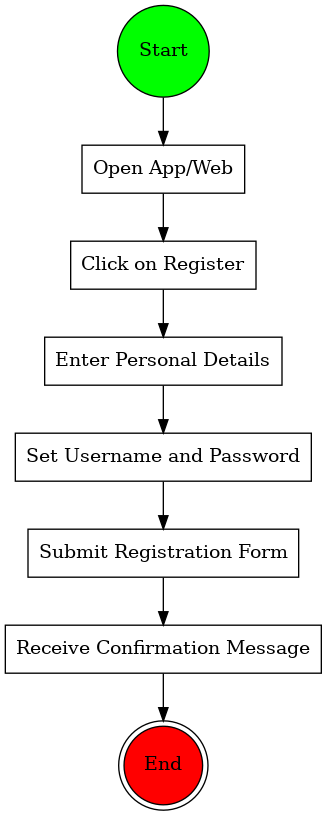 Start
Open App/Web
Click on Register
Enter Personal Details
Set Username and Password
Submit Registration Form
Receive Confirmation Message
End